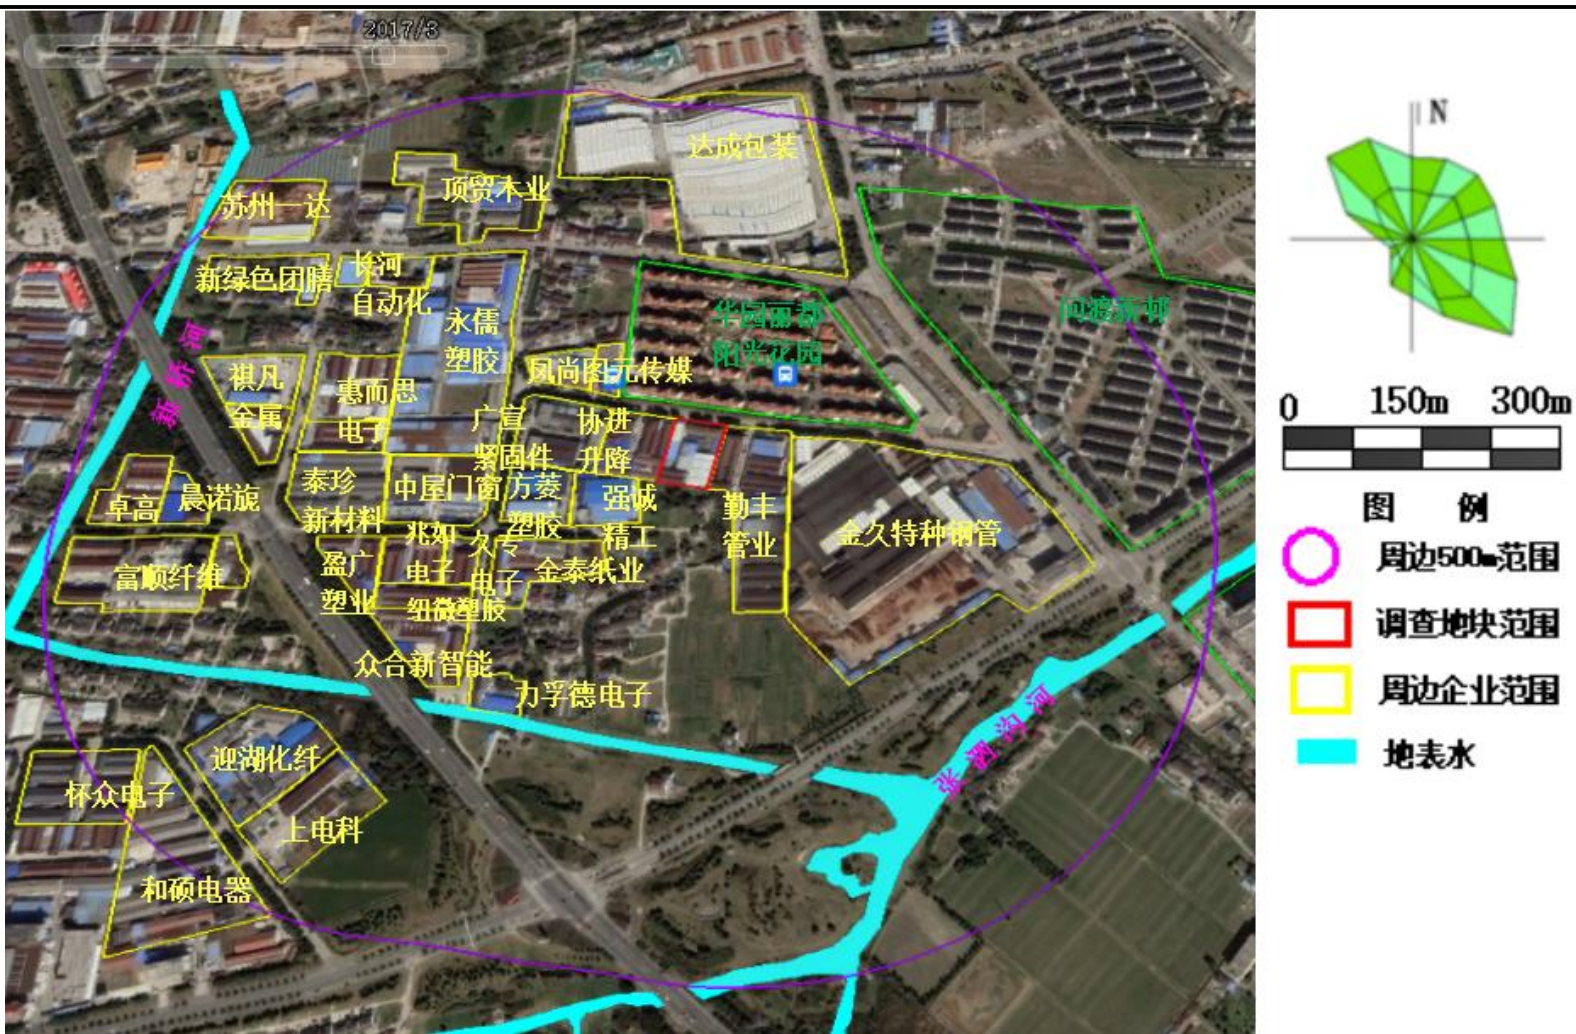 2017/3
达成包装
苏州一达
顶贸木业
新绿色团膳
长河
自动化
永儒
塑胶
华园丽都
阳光花园
问渡新邨
新桥河
祺凡
金属
惠而思
电子
凤尚图元传媒
广宣
紧固件
协进
升降
卓高
晨诺旎
泰珍
新材料
中屋门窗
方菱
塑胶
强诚
精工
勤丰
管业
金久特种钢管
富顺纤维
盈广
塑业
兆如
电子
久令
电子
金泰纸业
纽微塑胶
众合新智能
力孚德电子
张泗沟河
迎湖化纤
怀众电子
上电科
和硕电器
N
0 150m 300m
图 例
周边500m范围
调查地块范围
周边企业范围
地表水